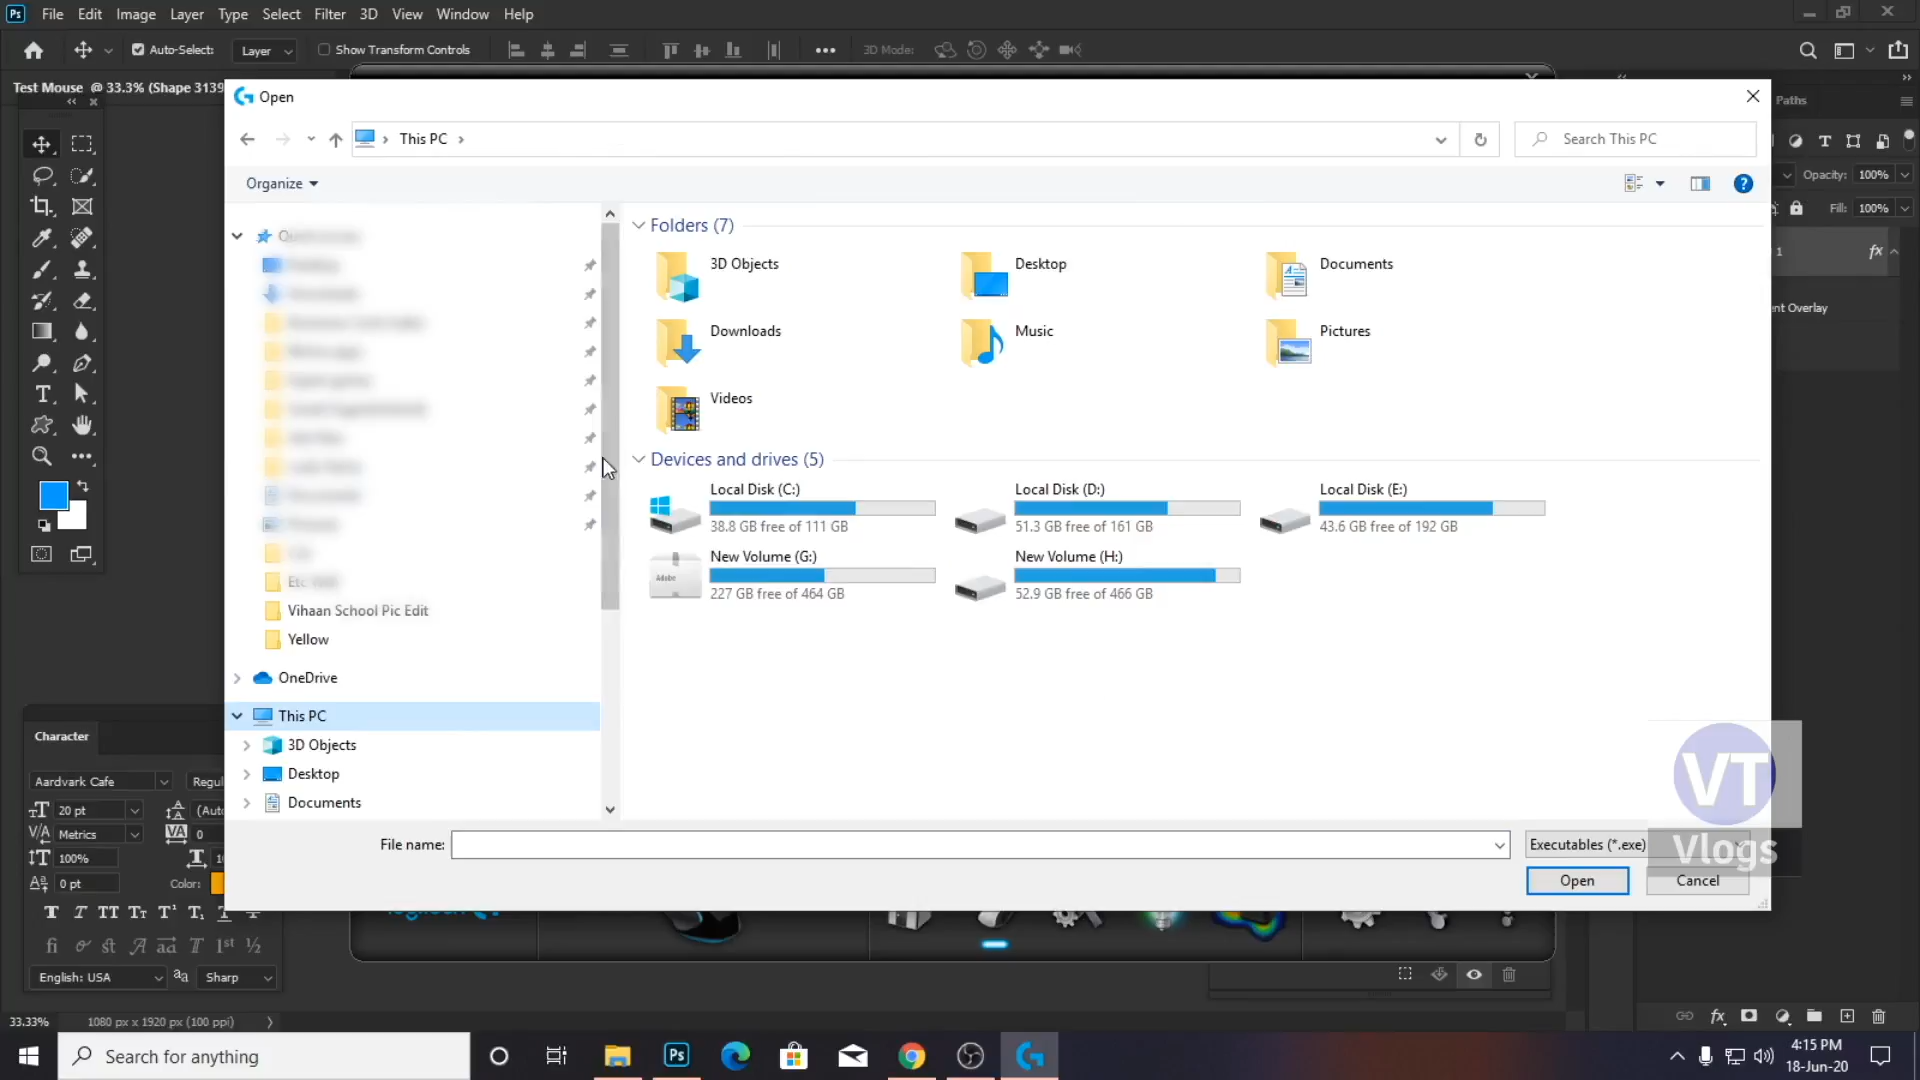 Ps File Edit Image Layer Type Select Filter 3D View Window Help
Auto-Select: Layer Show Transform Controls 3D Mode:
Test Mouse @ 33.3% (Shape 3139
Open
Paths
This PC
Search This PC
Organize
Opacity: 100%
Fill: 100%
Folders (7)
3D Objects
Desktop
Documents
Downloads
Music
Pictures
Videos
1 fx
nt Overlay
Devices and drives (5)
Local Disk (C:)
38.8 GB free of 111 GB
Local Disk (D:)
51.3 GB free of 161 GB
Local Disk (E:)
43.6 GB free of 192 GB
New Volume (G:)
227 GB free of 464 GB
New Volume (H:)
52.9 GB free of 466 GB
Adobe
Vihaan School Pic Edit
Yellow
OneDrive
This PC
3D Objects
Desktop
Documents
Character
Aardvark Cafe Regul
20 pt (Auto
Metrics 0
100%
0 pt Color:
English: USA aa Sharp
File name:
Executables (*.exe)
Open
Cancel
VT
Vlogs
33.33% 1080 px x 1920 px (100 ppi)
Search for anything
Ps
4:15 PM
18-Jun-20